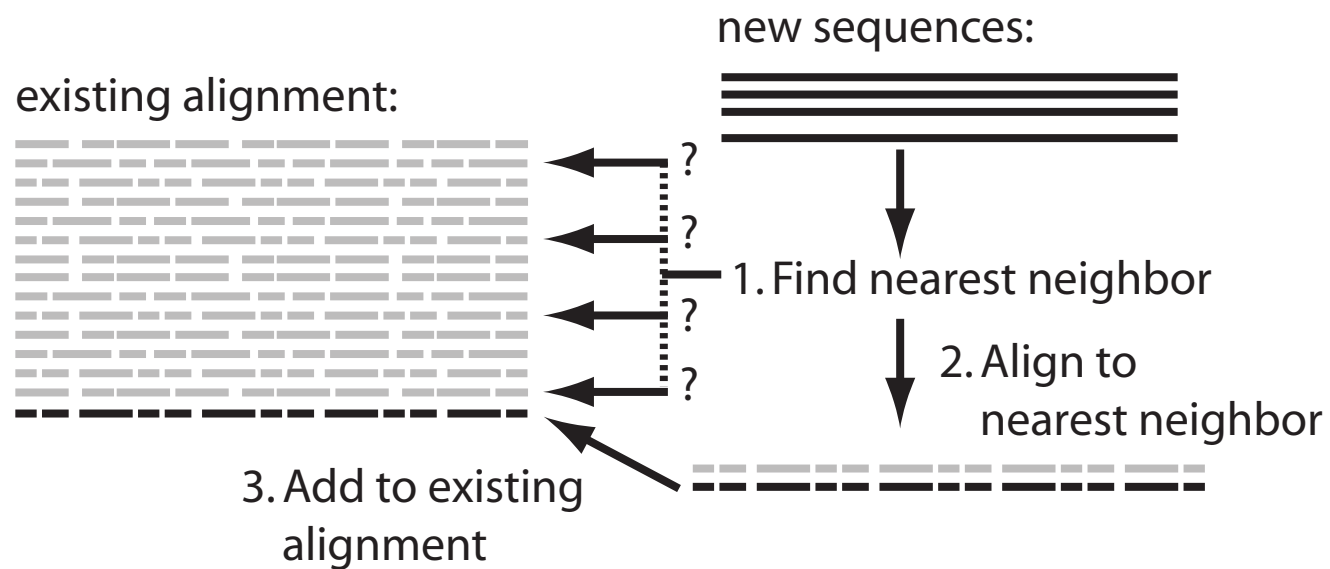 new sequences:
existing alignment:
?
?
1. Find nearest neighbor
?
2. Align to
nearest neighbor
?
3. Add to existing
alignment